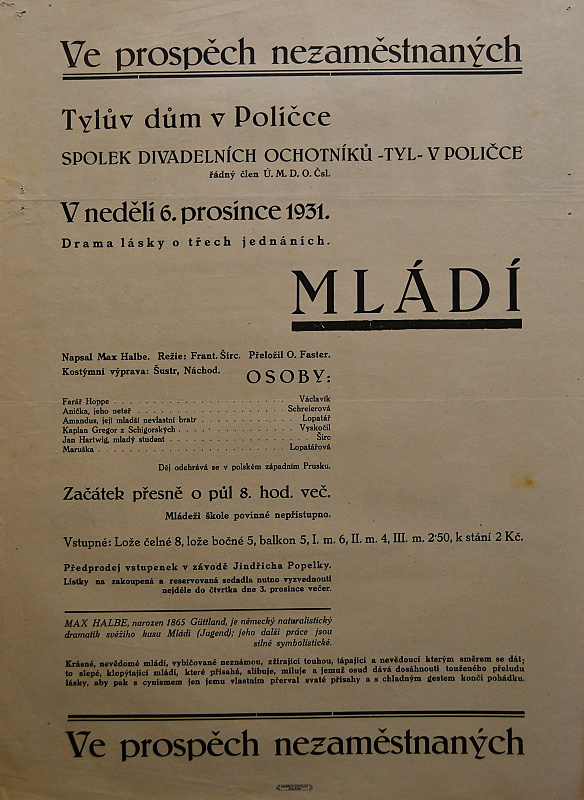 Ve prospěch nezaměstnaných
Tylův dům v Poličce
SPOLEK DIVADELNÍCH OCHOTNÍKŮ -TYL- V POLIČCE
řádný člen Ú. M. D. O. Čsl.
V neděli 6. prosince 1931.
Drama lásky o třech jednáních.
MLÁDÍ
Napsal Max Halbe. Režie: Frant. Širc. Přeložil O. Faster.
Kostýmní výprava: Šustr, Náchod.
OSOBY:
Farář Hoppe . . . . . . . . . . . . . . . . . Václavík
Anička, jeho neteř . . . . . . . . . . . . . . Schreierová
Amandus, její mladší nevlastní bratr . . . . . . . . . Lopatář
Kaplan Gregor z Schigorských . . . . . . . . . . . Vyskočil
Jan Hartwig, mladý student . . . . . . . . . . . . Širc
Maruška . . . . . . . . . . . . . . . . . . Lopatářová
Děj odehrává se v polském západním Prusku.
Začátek přesně o půl 8. hod. več.
Mládeži škole povinné nepřístupno.
Vstupné: Lože čelné 8, lože bočné 5, balkon 5, I. m. 6, II. m. 4, III. m. 2·50, k stání 2 Kč.
Předprodej vstupenek v závodě Jindřicha Popelky.
Lístky na zakoupená a reservovaná sedadla nutno vyzvednouti
nejdéle do čtvrtka dne 3. prosince večer.
MAX HALBE, narozen 1865 Güttland, je německý naturalistický
dramatik svěžího kusu Mládí (Jugend); jeho další práce jsou
silně symbolistické.
Krásné, nevědomé mládí, vybičované neznámou, zžírající touhou, tápající a nevědoucí kterým směrem se dát;
to slepé, klopýtající mládí, které přísahá, slibuje, miluje a jemuž osud dává dosáhnouti touženého přeludu
lásky, aby pak s cynismem jen jemu vlastním přerval svaté přísahy a s chladným gestem končí pohádku.
Ve prospěch nezaměstnaných